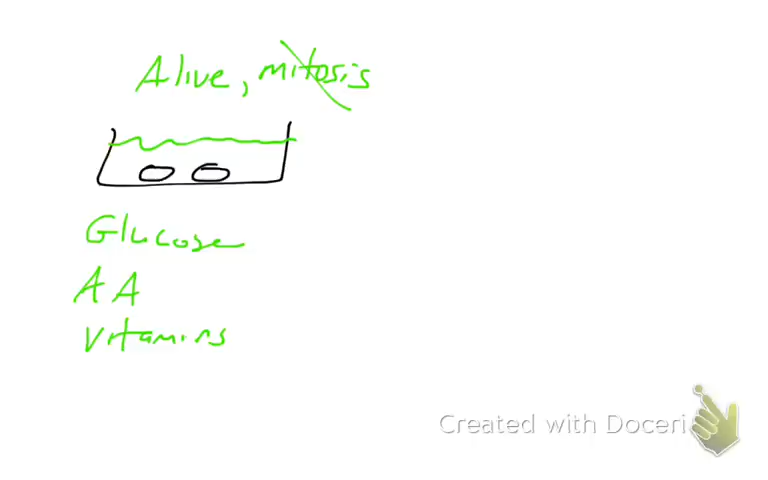 Alive, mitosis
Glucose
AA
Vitamins
Created with Doceri